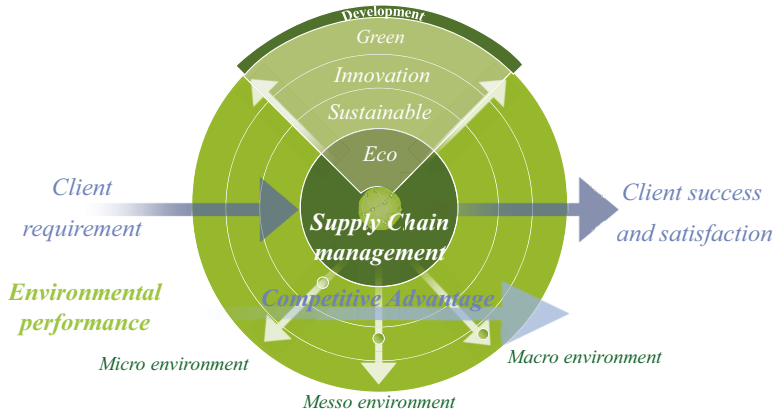 Development
Green
Innovation
Sustainable
Eco
Client
requirement
Supply Chain
management
Client success
and satisfaction
Environmental
performance
Competitive Advantage
Micro environment
Macro environment
Messo environment